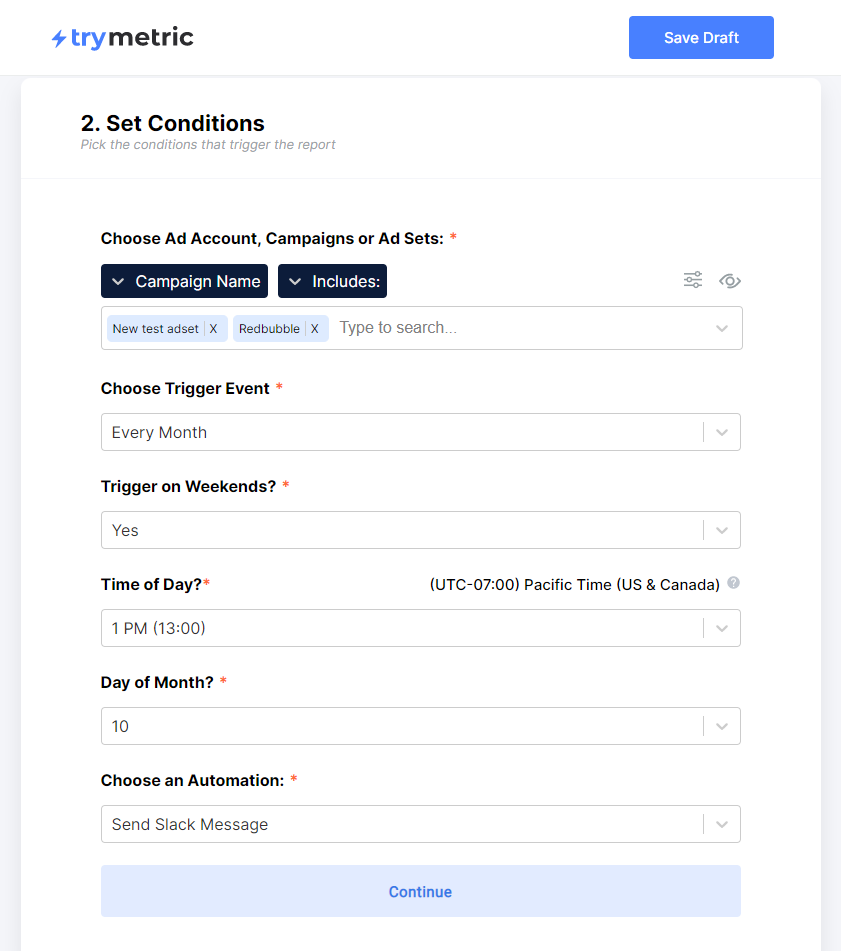 trymetric
Save Draft
2. Set Conditions
Pick the conditions that trigger the report
Choose Ad Account, Campaigns or Ad Sets: *
Campaign Name
Includes:
New test adset X Redbubble X Type to search...
Choose Trigger Event *
Every Month
Trigger on Weekends? *
Yes
Time of Day?* (UTC-07:00) Pacific Time (US & Canada) ?
1 PM (13:00)
Day of Month? *
10
Choose an Automation: *
Send Slack Message
Continue